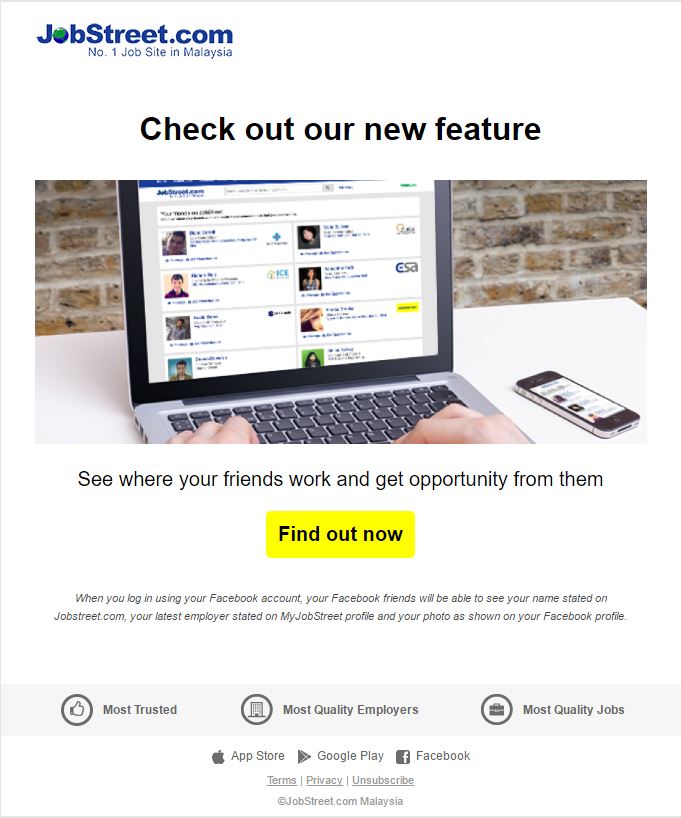 JobStreet.com
No. 1 Job Site in Malaysia
Check out our new feature
JobStreet.com
Your friends on JobStreet
ICE
esa
See where your friends work and get opportunity from them
Find out now
When you log in using your Facebook account, your Facebook friends will be able to see your name stated on
Jobstreet.com, your latest employer stated on MyJobStreet profile and your photo as shown on your Facebook profile.
Most Trusted
Most Quality Employers
Most Quality Jobs
App Store
Google Play
Facebook
Terms | Privacy | Unsubscribe
©JobStreet.com Malaysia